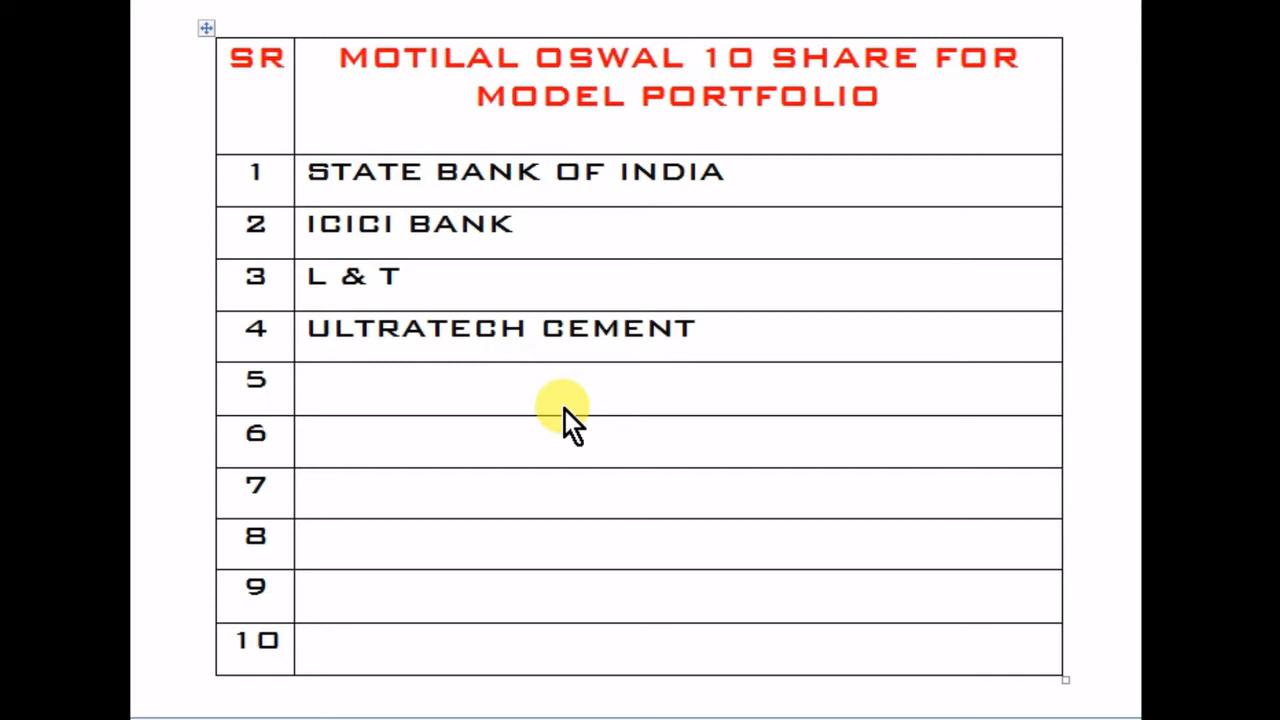 SR MOTILAL OSWAL 10 SHARE FOR
MODEL PORTFOLIO
1 STATE BANK OF INDIA
2 ICICI BANK
3 L & T
4 ULTRATECH CEMENT
5
6
7
8
9
10